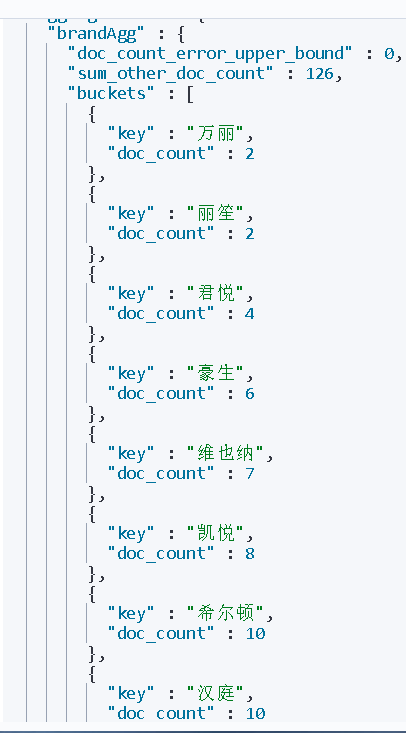 "brandAgg" : {
"doc_count_error_upper_bound" : 0,
"sum_other_doc_count" : 126,
"buckets" : [
{
"key" : "万丽",
"doc_count" : 2
},
{
"key" : "丽笙",
"doc_count" : 2
},
{
"key" : "君悦",
"doc_count" : 4
},
{
"key" : "豪生",
"doc_count" : 6
},
{
"key" : "维也纳",
"doc_count" : 7
},
{
"key" : "凯悦",
"doc_count" : 8
},
{
"key" : "希尔顿",
"doc_count" : 10
},
{
"key" : "汉庭",
"doc_count" : 10